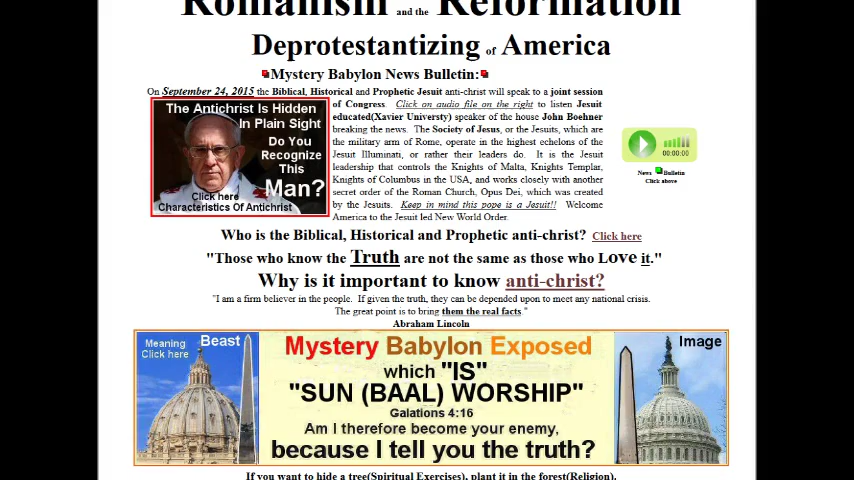 Romanism and the Reformation
Deprotestantizing of America
Mystery Babylon News Bulletin:
On September 24, 2015 the Biblical, Historical and Prophetic Jesuit anti-christ will speak to a joint session
of Congress. Click on audio file on the right to listen Jesuit
educated(Xavier Universty) speaker of the house John Boehner
breaking the news. The Society of Jesus, or the Jesuits, which are
the military arm of Rome, operate in the highest echelons of the
Jesuit Illuminati, or rather their leaders do. It is the Jesuit
leadership that controls the Knights of Malta, Knights Templar,
Knights of Columbus in the USA, and works closely with another
secret order of the Roman Church, Opus Dei, which was created
by the Jesuits. Keep in mind this pope is a Jesuit!! Welcome
America to the Jesuit led New World Order.
The Antichrist Is Hidden
In Plain Sight
Do You
Recognize
This
Man?
Click here
Characteristics Of Antichrist
00:00:00
News Bulletin
Click above
Who is the Biblical, Historical and Prophetic anti-christ? Click here
"Those who know the Truth are not the same as those who Love it."
Why is it important to know anti-christ?
"I am a firm believer in the people. If given the truth, they can be depended upon to meet any national crisis.
The great point is to bring them the real facts."
Abraham Lincoln
Meaning
Click here
Beast
Mystery Babylon Exposed
which "IS"
"SUN (BAAL) WORSHIP"
Galations 4:16
Am I therefore become your enemy,
because I tell you the truth?
Image
If you want to hide a tree(Spiritual Exercises), plant it in the forest(Religion).